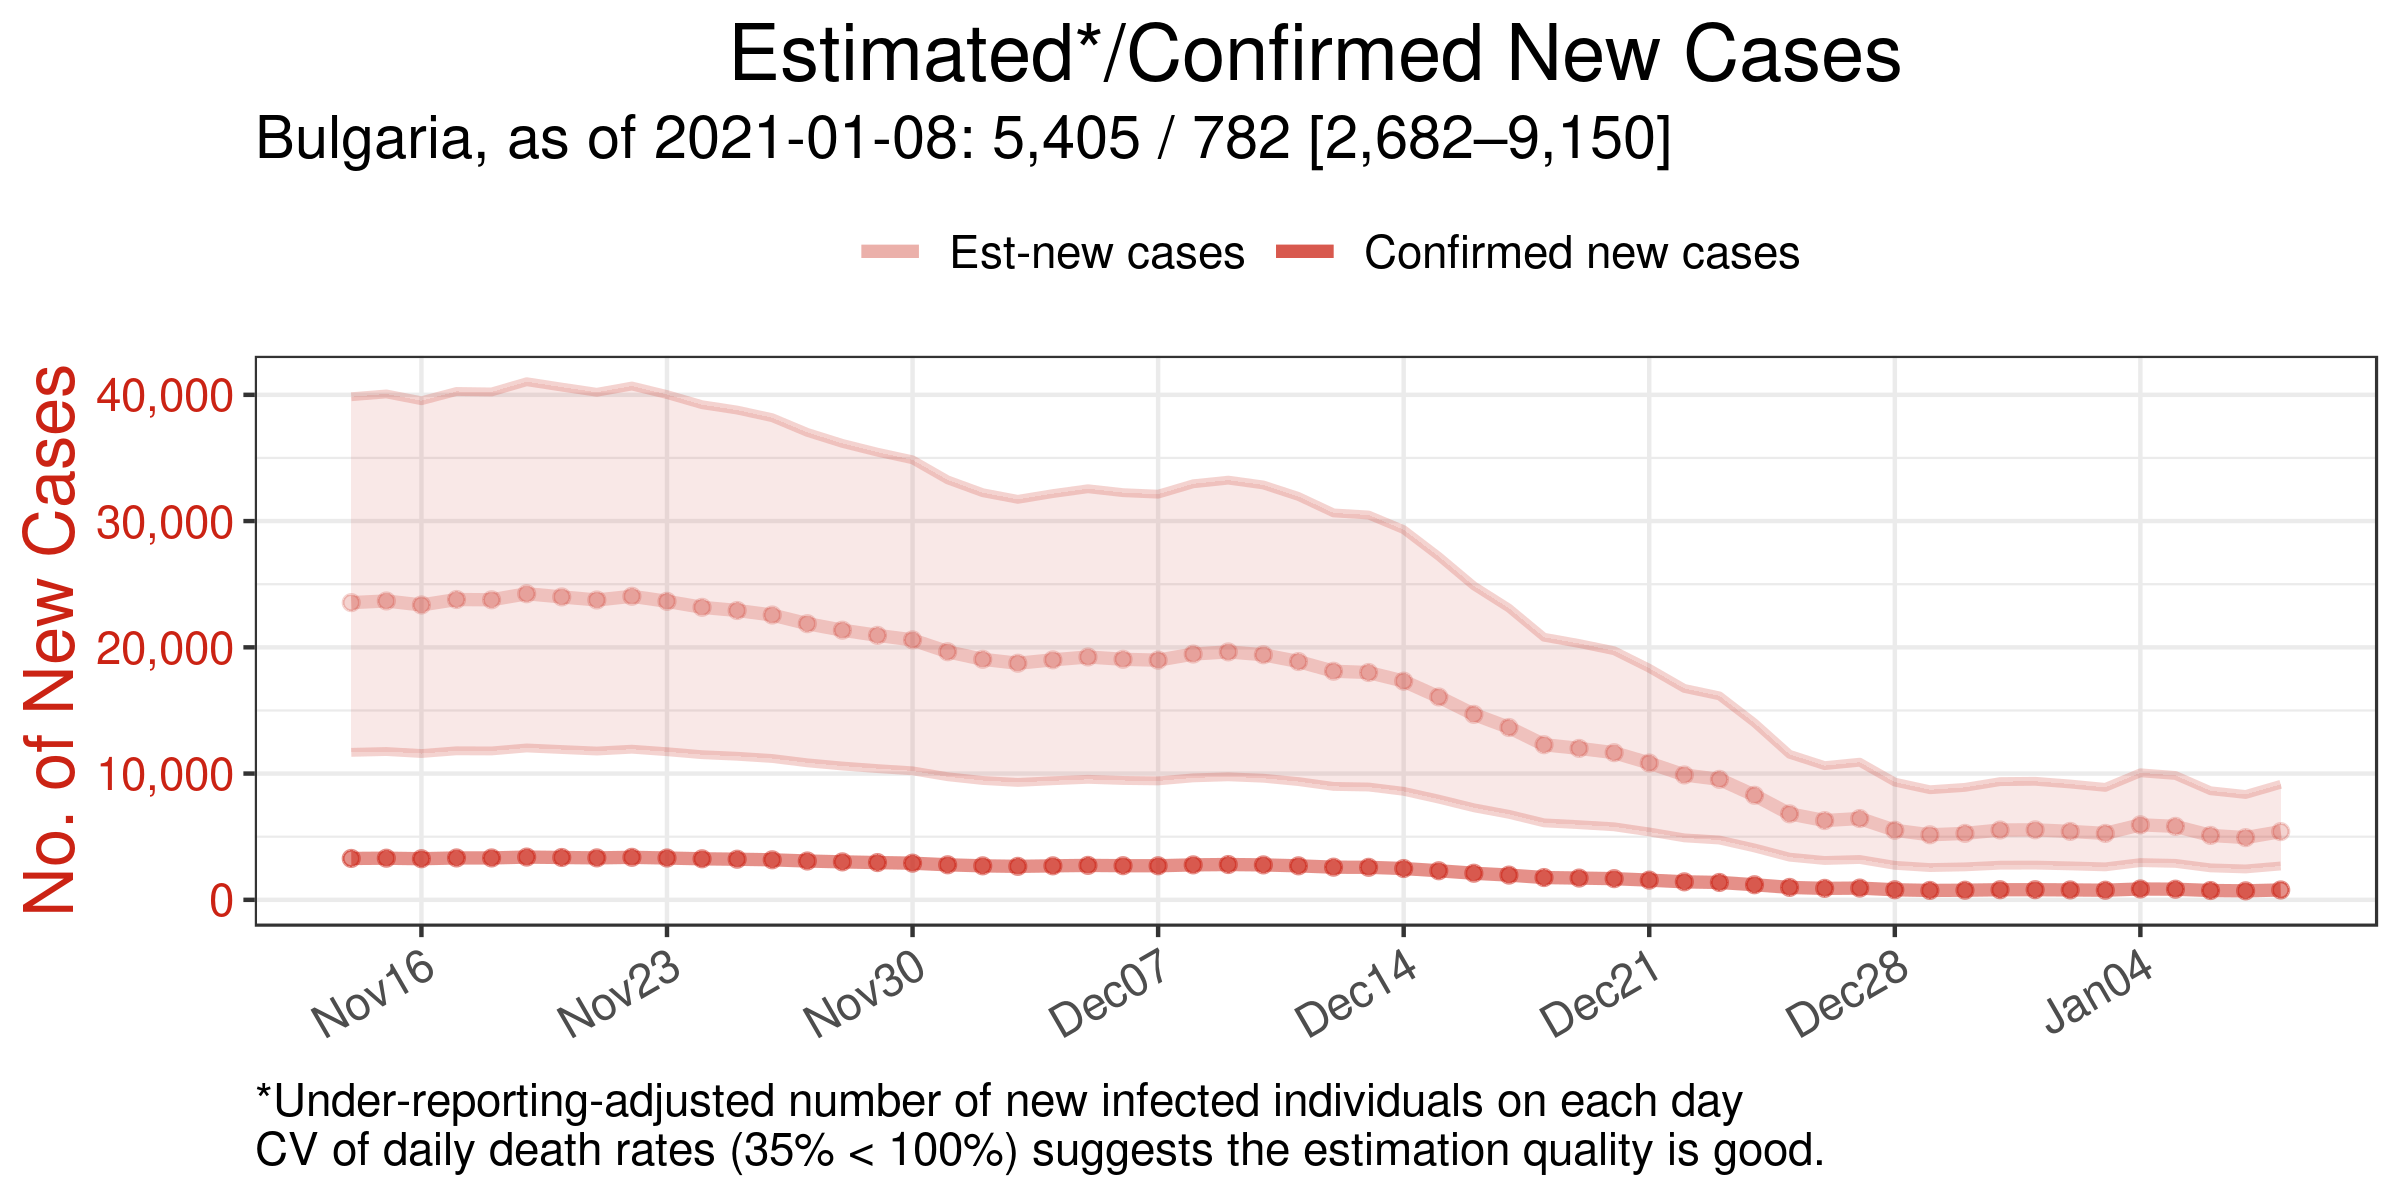 Estimated*/Confirmed New Cases
Bulgaria, as of 2021-01-08: 5,405 / 782 [2,682–9,150]
Est-new cases
Confirmed new cases
No. of New Cases
40,000
30,000
20,000
10,000
0
Nov16
Nov23
Nov30
Dec07
Dec14
Dec21
Dec28
Jan04
*Under-reporting-adjusted number of new infected individuals on each day
CV of daily death rates (35% < 100%) suggests the estimation quality is good.